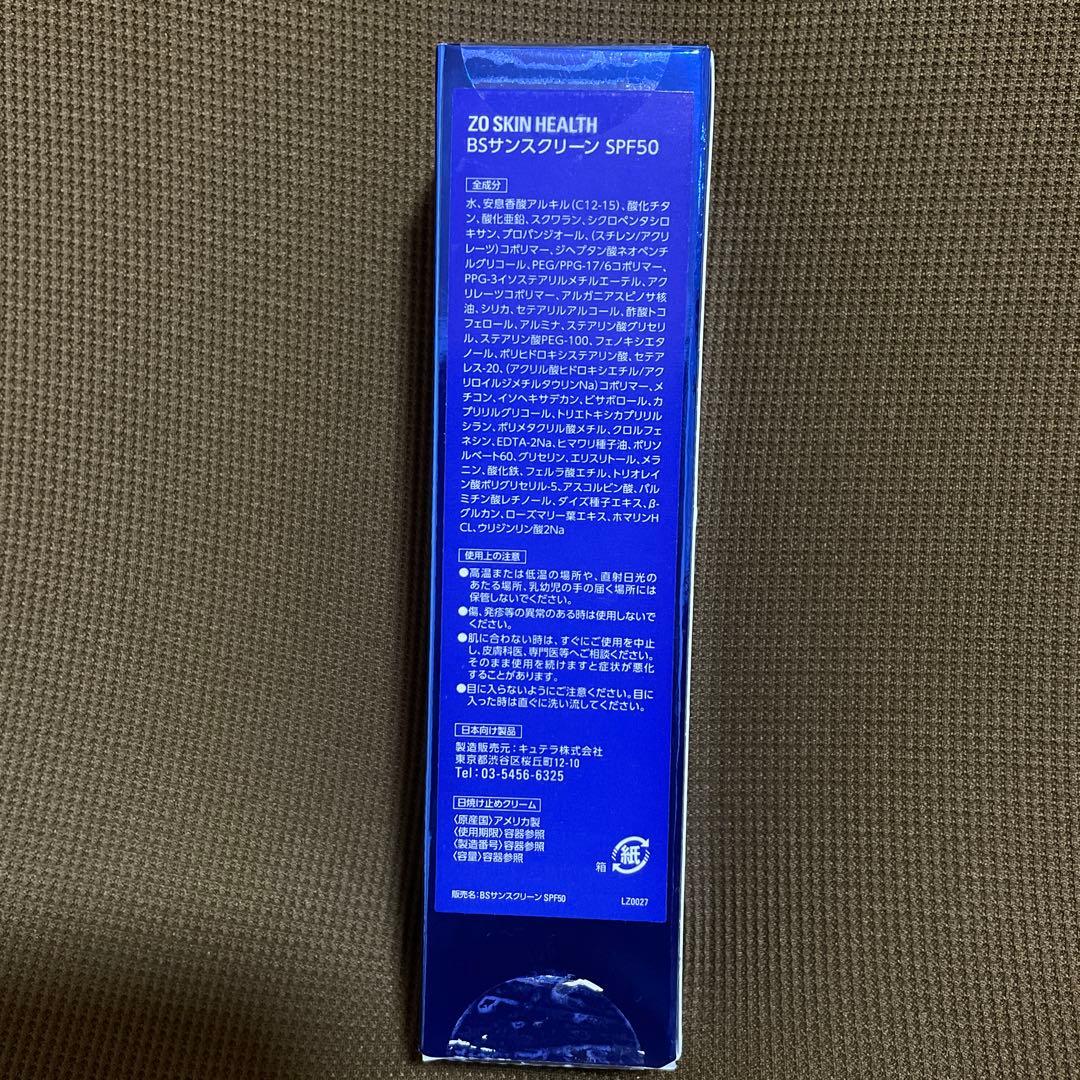 ZO SKIN HEALTH
BSサンスクリーン SPF50
全成分
水、安息香酸アルキル(C12-15)、酸化チタ
ン、酸化亜鉛、スクワラン、シクロペンタシロ
キサン、プロパンジオール、(スチレン/アクリ
レーツ)コポリマー、ジヘプタン酸ネオペンチ
ルグリコール、PEG/PPG-17/6コポリマー、
PPG-3イソステアリルメチルエーテル、アク
リレーツコポリマー、アルガニアスピノサ核
油、シリカ、セテアリルアルコール、酢酸トコ
フェロール、アルミナ、ステアリン酸グリセリ
ル、ステアリン酸PEG-100、フェノキシエタ
ノール、ポリヒドロキシステアリン酸、セテア
レス-20、(アクリル酸ヒドロキシエチル/アク
リロイルジメチルタウリンNa)コポリマー、メ
チコン、イソヘキサデカン、ビサボロール、カ
プリリルグリコール、トリエトキシカプリリル
シラン、ポリメタクリル酸メチル、クロルフェ
ネシン、EDTA-2Na、ヒマワリ種子油、ポリソ
ルベート60、グリセリン、エリスリトール、メラ
ニン、酸化鉄、フェルラ酸エチル、トリオレイ
ン酸ポリグリセリル-5、アスコルビン酸、パル
ミチン酸レチノール、ダイズ種子エキス、β-
グルカン、ローズマリー葉エキス、ホマリンH
CL、ウリジンリン酸2Na
使用上の注意
●高温または低温の場所や、直射日光の
あたる場所、乳幼児の手の届く場所には
保管しないでください。
●傷、発疹等の異常のある時は使用しないで
ください。
●肌に合わない時は、すぐにご使用を中止
し、皮膚科医、専門医等へご相談ください。
そのまま使用を続けますと症状が悪化
することがあります。
●目に入らないようにご注意ください。目に
入った時は直ぐに洗い流してください。
日本向け製品
製造販売元:キュテラ株式会社
東京都渋谷区桜丘町12-10
Tel:03-5456-6325
日焼け止めクリーム
〈原産国〉アメリカ製
〈使用期限〉容器参照
〈製造番号〉容器参照
〈容量〉容器参照
箱 紙
販売名:BSサンスクリーン SPF50 LZ0027